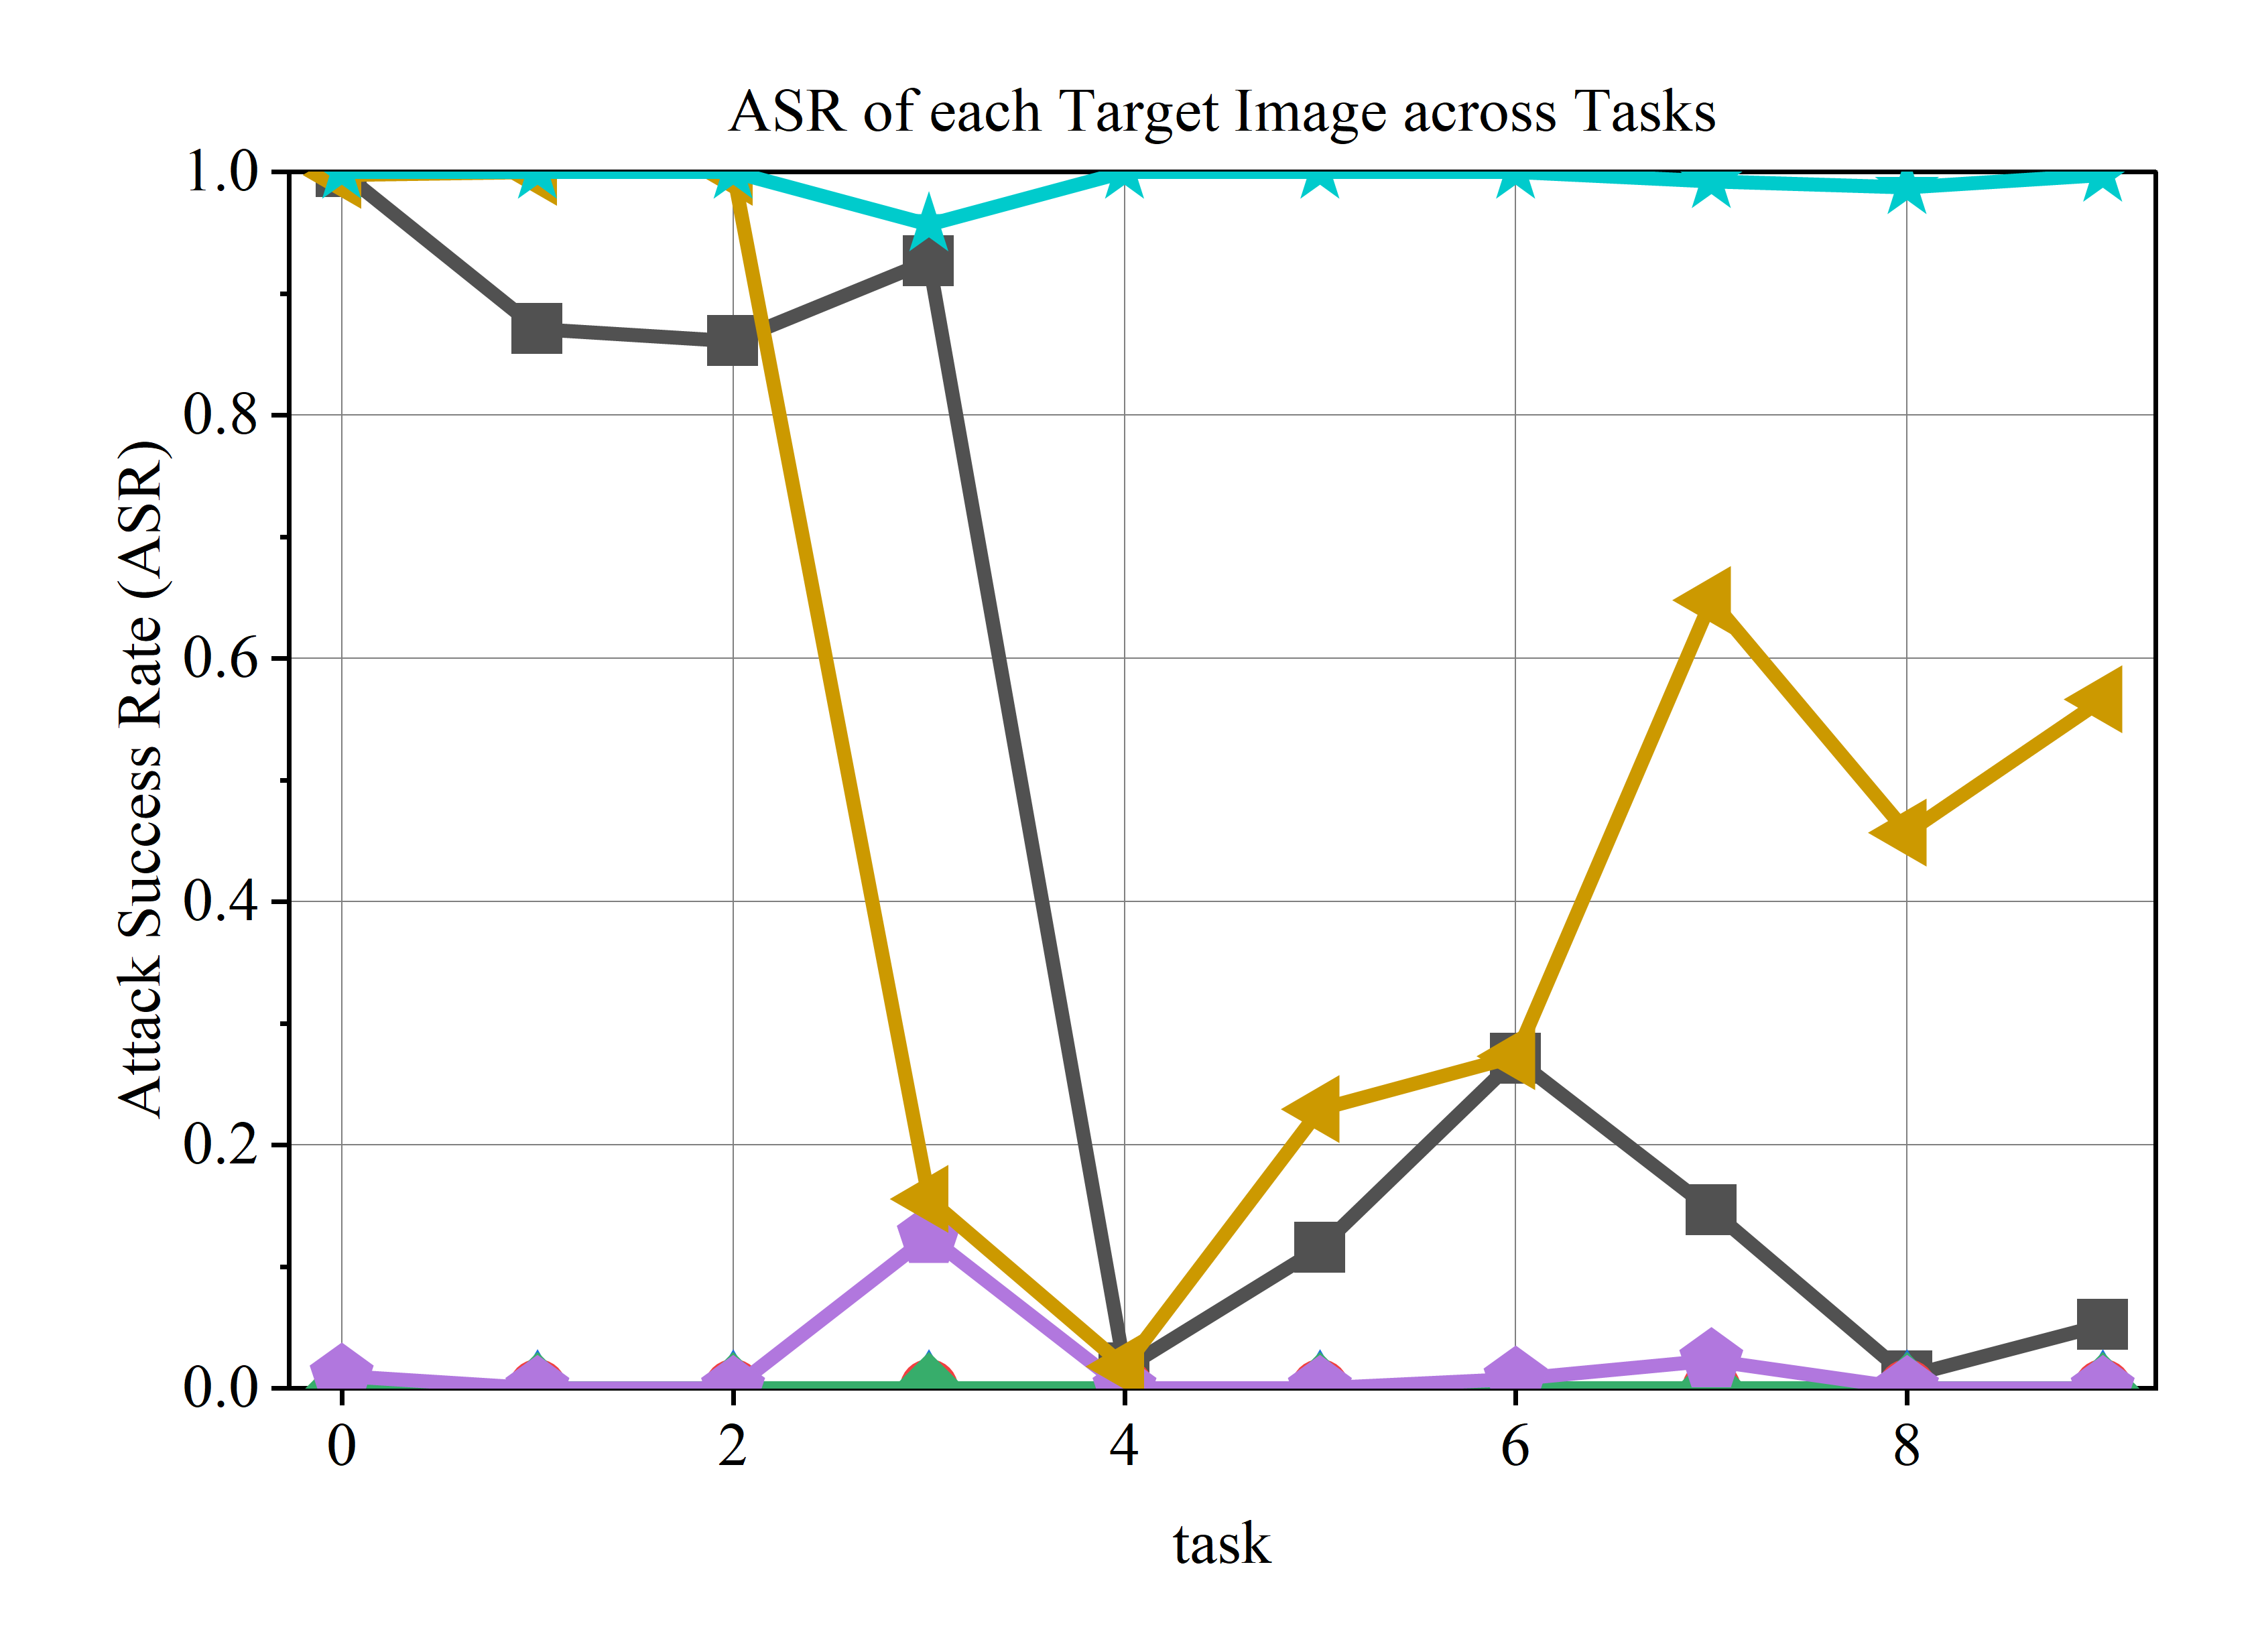 ASR of each Target Image across Tasks
Attack Success Rate (ASR)
1.0
0.8
0.6
0.4
0.2
0.0
0 2 4 6 8
task